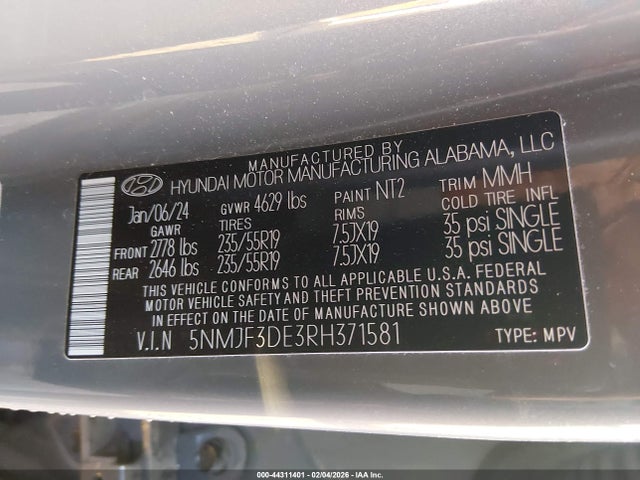 MANUFACTURED BY
HYUNDAI MOTOR MANUFACTURING ALABAMA, LLC
Jan/06/24 GVWR 4629 lbs PAINT NT2 TRIM MMH
GAWR TIRES RIMS COLD TIRE INFL
FRONT 2778 lbs 235/55R19 7.5JX19 35 psi SINGLE
REAR 2646 lbs 235/55R19 7.5JX19 35 psi SINGLE
THIS VEHICLE CONFORMS TO ALL APPLICABLE U.S.A. FEDERAL
MOTOR VEHICLE SAFETY AND THEFT PREVENTION STANDARDS
IN EFFECT ON THE DATE OF MANUFACTURE SHOWN ABOVE.
V.I.N 5NMJF3DE3RH371581 TYPE: MPV
000-44311401 - 02/04/2026 - IAA Inc.